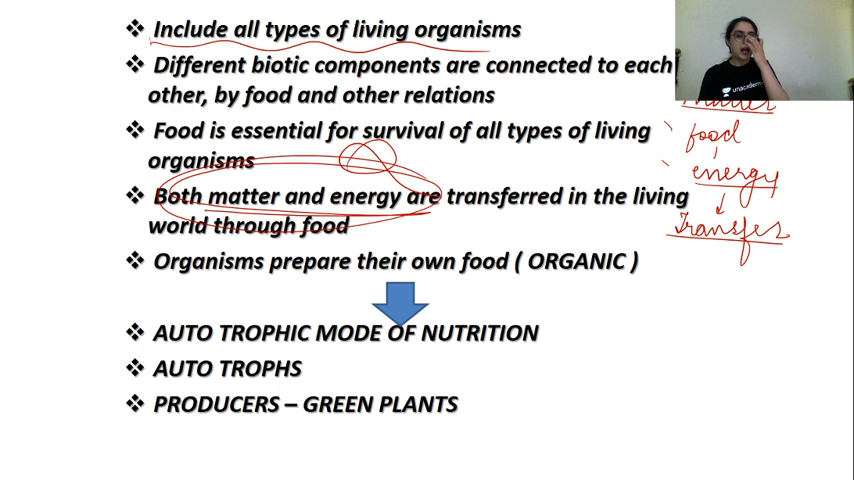 ❖ Include all types of living organisms
❖ Different biotic components are connected to each
other, by food and other relations
❖ Food is essential for survival of all types of living
organisms
❖ Both matter and energy are transferred in the living
world through food
❖ Organisms prepare their own food ( ORGANIC )
❖ AUTO TROPHIC MODE OF NUTRITION
❖ AUTO TROPHS
❖ PRODUCERS – GREEN PLANTS
unacademy
food
energy
Transfer